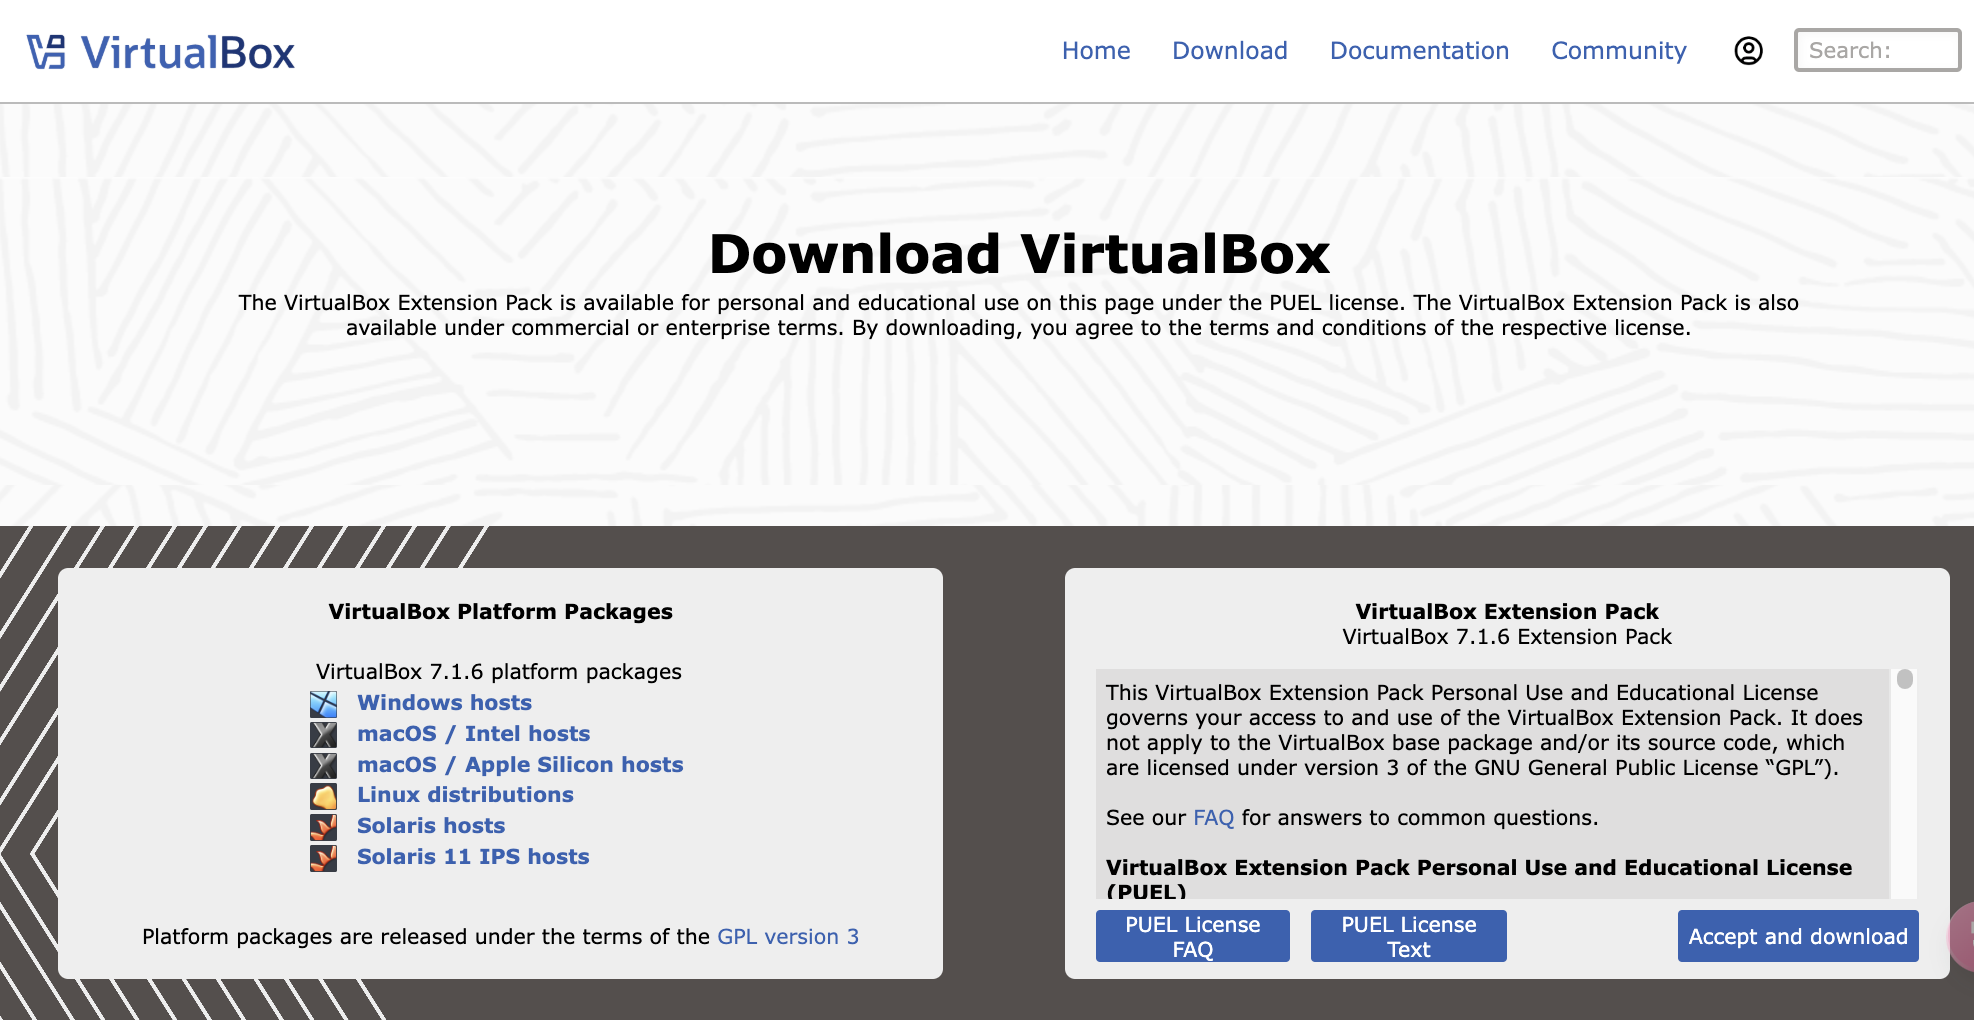 VirtualBox
Home
Download
Documentation
Community
Search:
Download VirtualBox
The VirtualBox Extension Pack is available for personal and educational use on this page under the PUEL license. The VirtualBox Extension Pack is also
available under commercial or enterprise terms. By downloading, you agree to the terms and conditions of the respective license.
VirtualBox Platform Packages
VirtualBox 7.1.6 platform packages
Windows hosts
macOS / Intel hosts
macOS / Apple Silicon hosts
Linux distributions
Solaris hosts
Solaris 11 IPS hosts
Platform packages are released under the terms of the GPL version 3
VirtualBox Extension Pack
VirtualBox 7.1.6 Extension Pack
This VirtualBox Extension Pack Personal Use and Educational License
governs your access to and use of the VirtualBox Extension Pack. It does
not apply to the VirtualBox base package and/or its source code, which
are licensed under version 3 of the GNU General Public License “GPL”).
See our FAQ for answers to common questions.
VirtualBox Extension Pack Personal Use and Educational License
(PUEL)
PUEL License
FAQ
PUEL License
Text
Accept and download